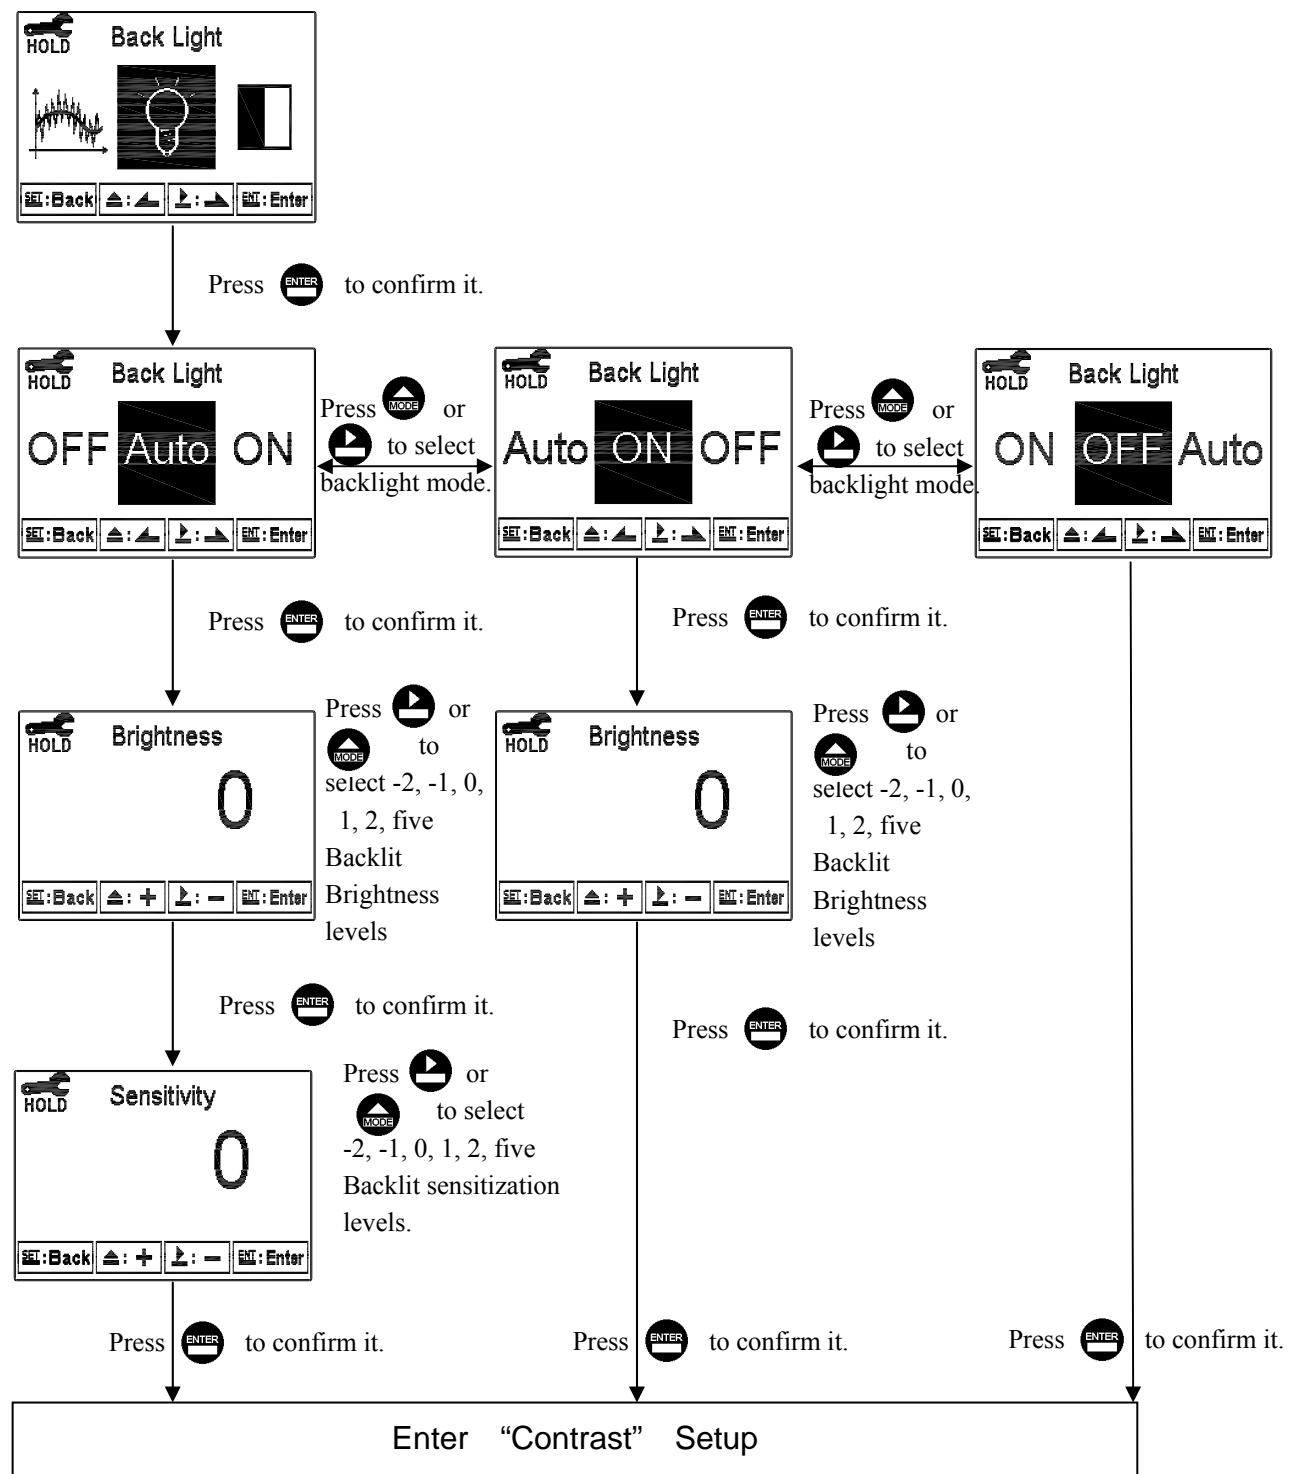 HOLD
Back Light
SET:Back
:
:
ENT:Enter
Press ENTER to confirm it.
HOLD
Back Light
OFF Auto ON
SET:Back
:
:
ENT:Enter
Press MODE or
to select
backlight mode.
HOLD
Back Light
Auto ON OFF
SET:Back
:
:
ENT:Enter
Press MODE or
to select
backlight mode.
HOLD
Back Light
ON OFF Auto
SET:Back
:
:
ENT:Enter
Press ENTER to confirm it.
Press ENTER to confirm it.
HOLD
Brightness
0
SET:Back
: +
: -
ENT:Enter
Press or
MODE to
select -2, -1, 0,
1, 2, five
Backlit
Brightness
levels
HOLD
Brightness
0
SET:Back
: +
: -
ENT:Enter
Press or
MODE to
select -2, -1, 0,
1, 2, five
Backlit
Brightness
levels
Press ENTER to confirm it.
Press ENTER to confirm it.
HOLD
Sensitivity
0
SET:Back
: +
: -
ENT:Enter
Press or
MODE to select
-2, -1, 0, 1, 2, five
Backlit sensitization
levels.
Press ENTER to confirm it.
Press ENTER to confirm it.
Press ENTER to confirm it.
Enter “Contrast” Setup